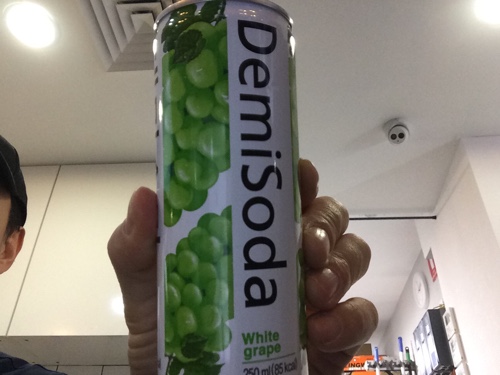 DemiSoda
White
grape
250 ml (85 kcal)